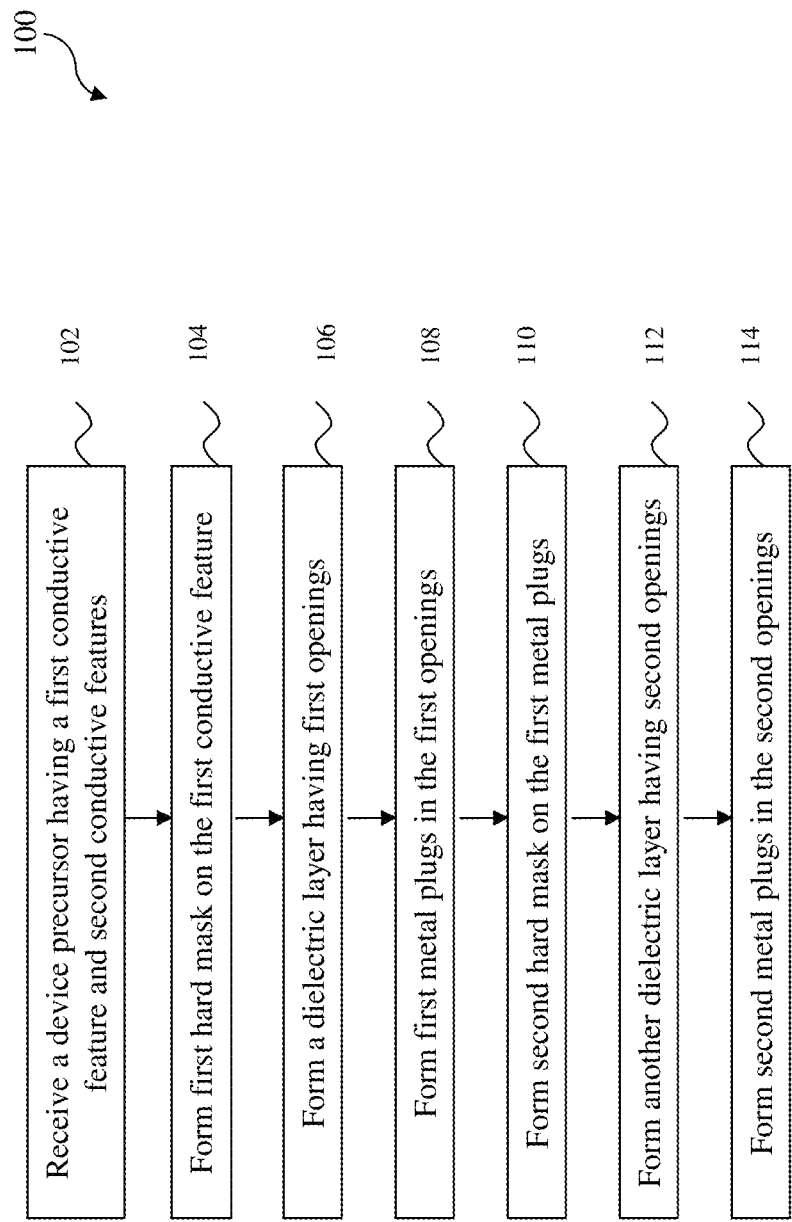 100
Receive a device precursor having a first conductive
feature and second conductive features
102
Form first hard mask on the first conductive feature
104
Form a dielectric layer having first openings
106
Form first metal plugs in the first openings
108
Form second hard mask on the first metal plugs
110
Form another dielectric layer having second openings
112
Form second metal plugs in the second openings
114